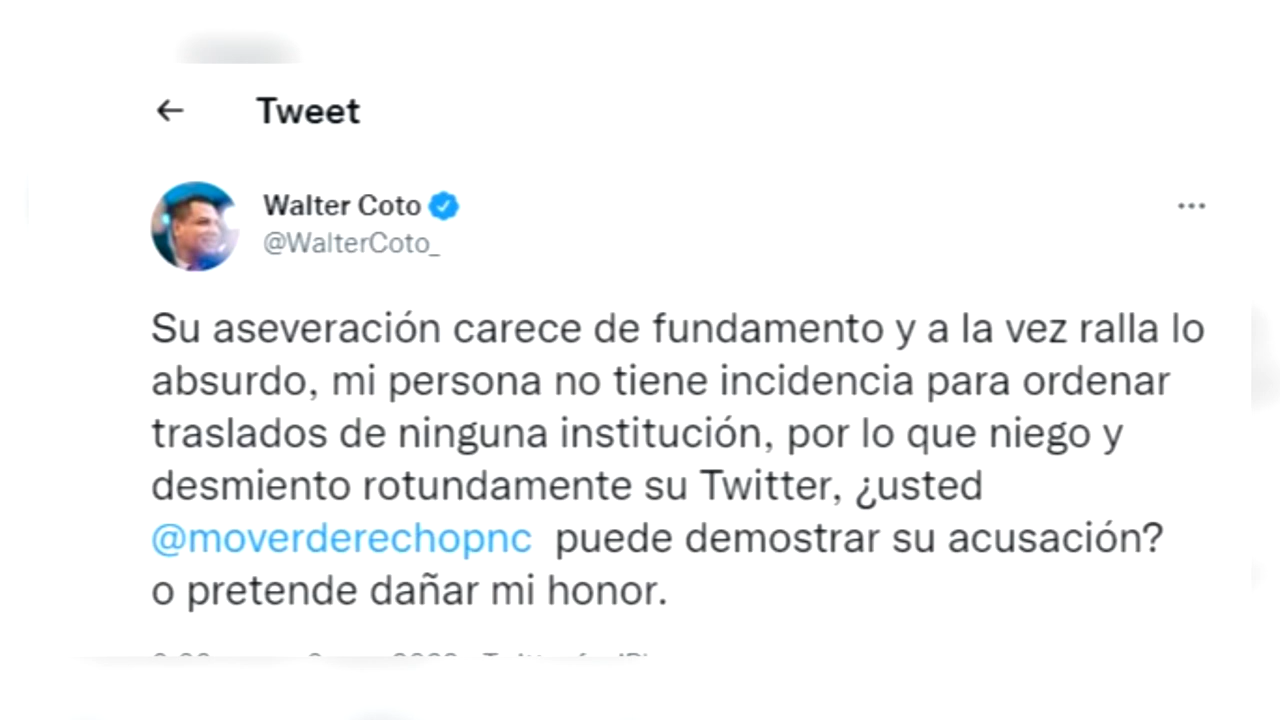 Tweet
Walter Coto
@WalterCoto_
Su aseveración carece de fundamento y a la vez ralla lo
absurdo, mi persona no tiene incidencia para ordenar
traslados de ninguna institución, por lo que niego y
desmiento rotundamente su Twitter, ¿usted
@moverderechopnc puede demostrar su acusación?
o pretende dañar mi honor.